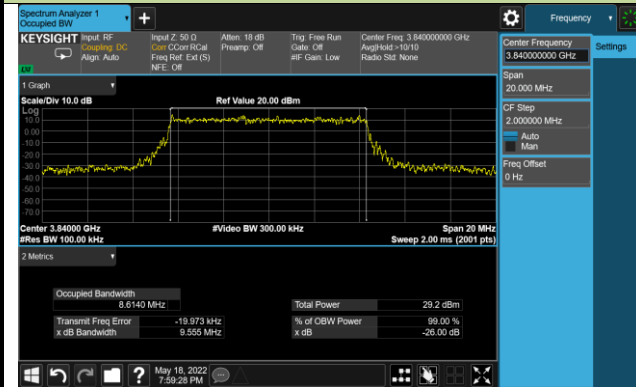 Spectrum Analyzer 1
Occupied BW
+
Frequency
KEYSIGHT
Input: RF
Coupling: DC
Align: Auto
Input Z: 50 Ω
Corr CCorr RCal
Freq Ref: Ext (S)
NFE: Off
Atten: 18 dB
Preamp: Off
Trig: Free Run
Gate: Off
#IF Gain: Low
Center Freq: 3.840000000 GHz
Avg|Hold:>10/10
Radio Std: None
Center Frequency
3.840000000 GHz
Settings
Span
20.000 MHz
CF Step
2.000000 MHz
Auto
Man
Freq Offset
0 Hz
1 Graph
Scale/Div 10.0 dB
Ref Value 20.00 dBm
Log
10.0
0.00
-10.0
-20.0
-30.0
-40.0
-50.0
-60.0
-70.0
Center 3.84000 GHz
#Video BW 300.00 kHz
Span 20 MHz
#Res BW 100.00 kHz
Sweep 2.00 ms (2001 pts)
2 Metrics
Occupied Bandwidth
8.6140 MHz
Total Power 29.2 dBm
Transmit Freq Error -19.973 kHz
% of OBW Power 99.00 %
x dB Bandwidth 9.555 MHz
x dB -26.00 dB
?
May 18, 2022
7:59:28 PM